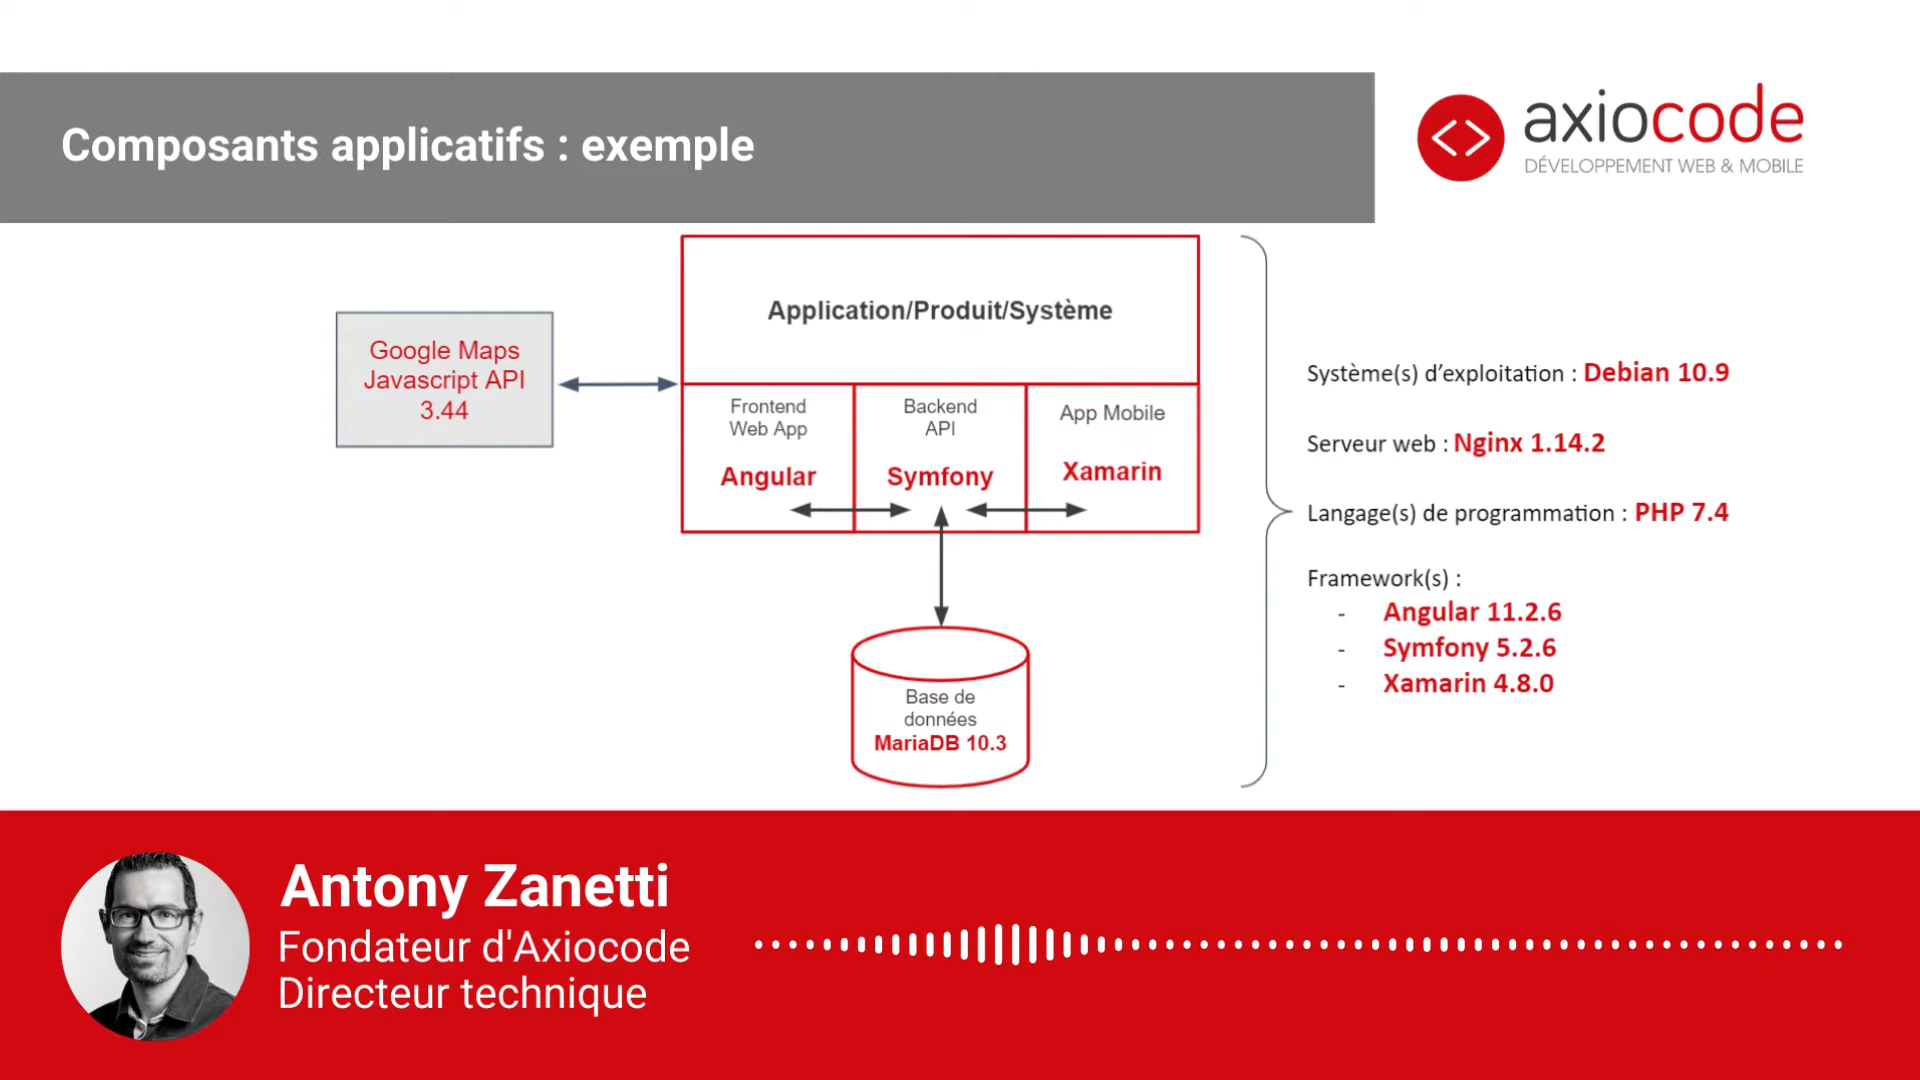 Composants applicatifs : exemple
axiocode
DÉVELOPPEMENT WEB & MOBILE
Application/Produit/Système
Google Maps
Javascript API
3.44
Frontend
Web App
Angular
Backend
API
Symfony
App Mobile
Xamarin
Base de
données
MariaDB 10.3
Système(s) d’exploitation : Debian 10.9
Serveur web : Nginx 1.14.2
Langage(s) de programmation : PHP 7.4
Framework(s) :
- Angular 11.2.6
- Symfony 5.2.6
- Xamarin 4.8.0
Antony Zanetti
Fondateur d'Axiocode
Directeur technique